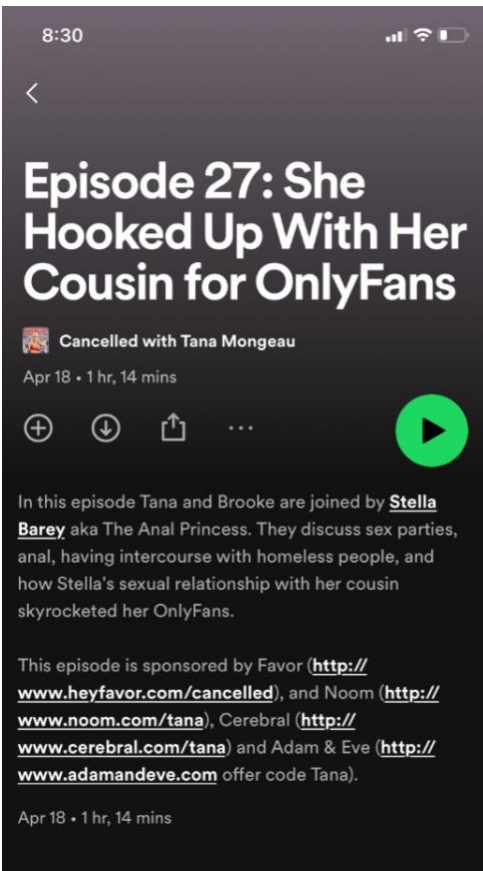 8:30
Episode 27: She
Hooked Up With Her
Cousin for OnlyFans
Cancelled with Tana Mongeau
Apr 18 • 1 hr, 14 mins
In this episode Tana and Brooke are joined by Stella
Barey aka The Anal Princess. They discuss sex parties,
anal, having intercourse with homeless people, and
how Stella's sexual relationship with her cousin
skyrocketed her OnlyFans.
This episode is sponsored by Favor (http://
www.heyfavor.com/cancelled), and Noom (http://
www.noom.com/tana), Cerebral (http://
www.cerebral.com/tana) and Adam & Eve (http://
www.adamandeve.com offer code Tana).
Apr 18 • 1 hr, 14 mins